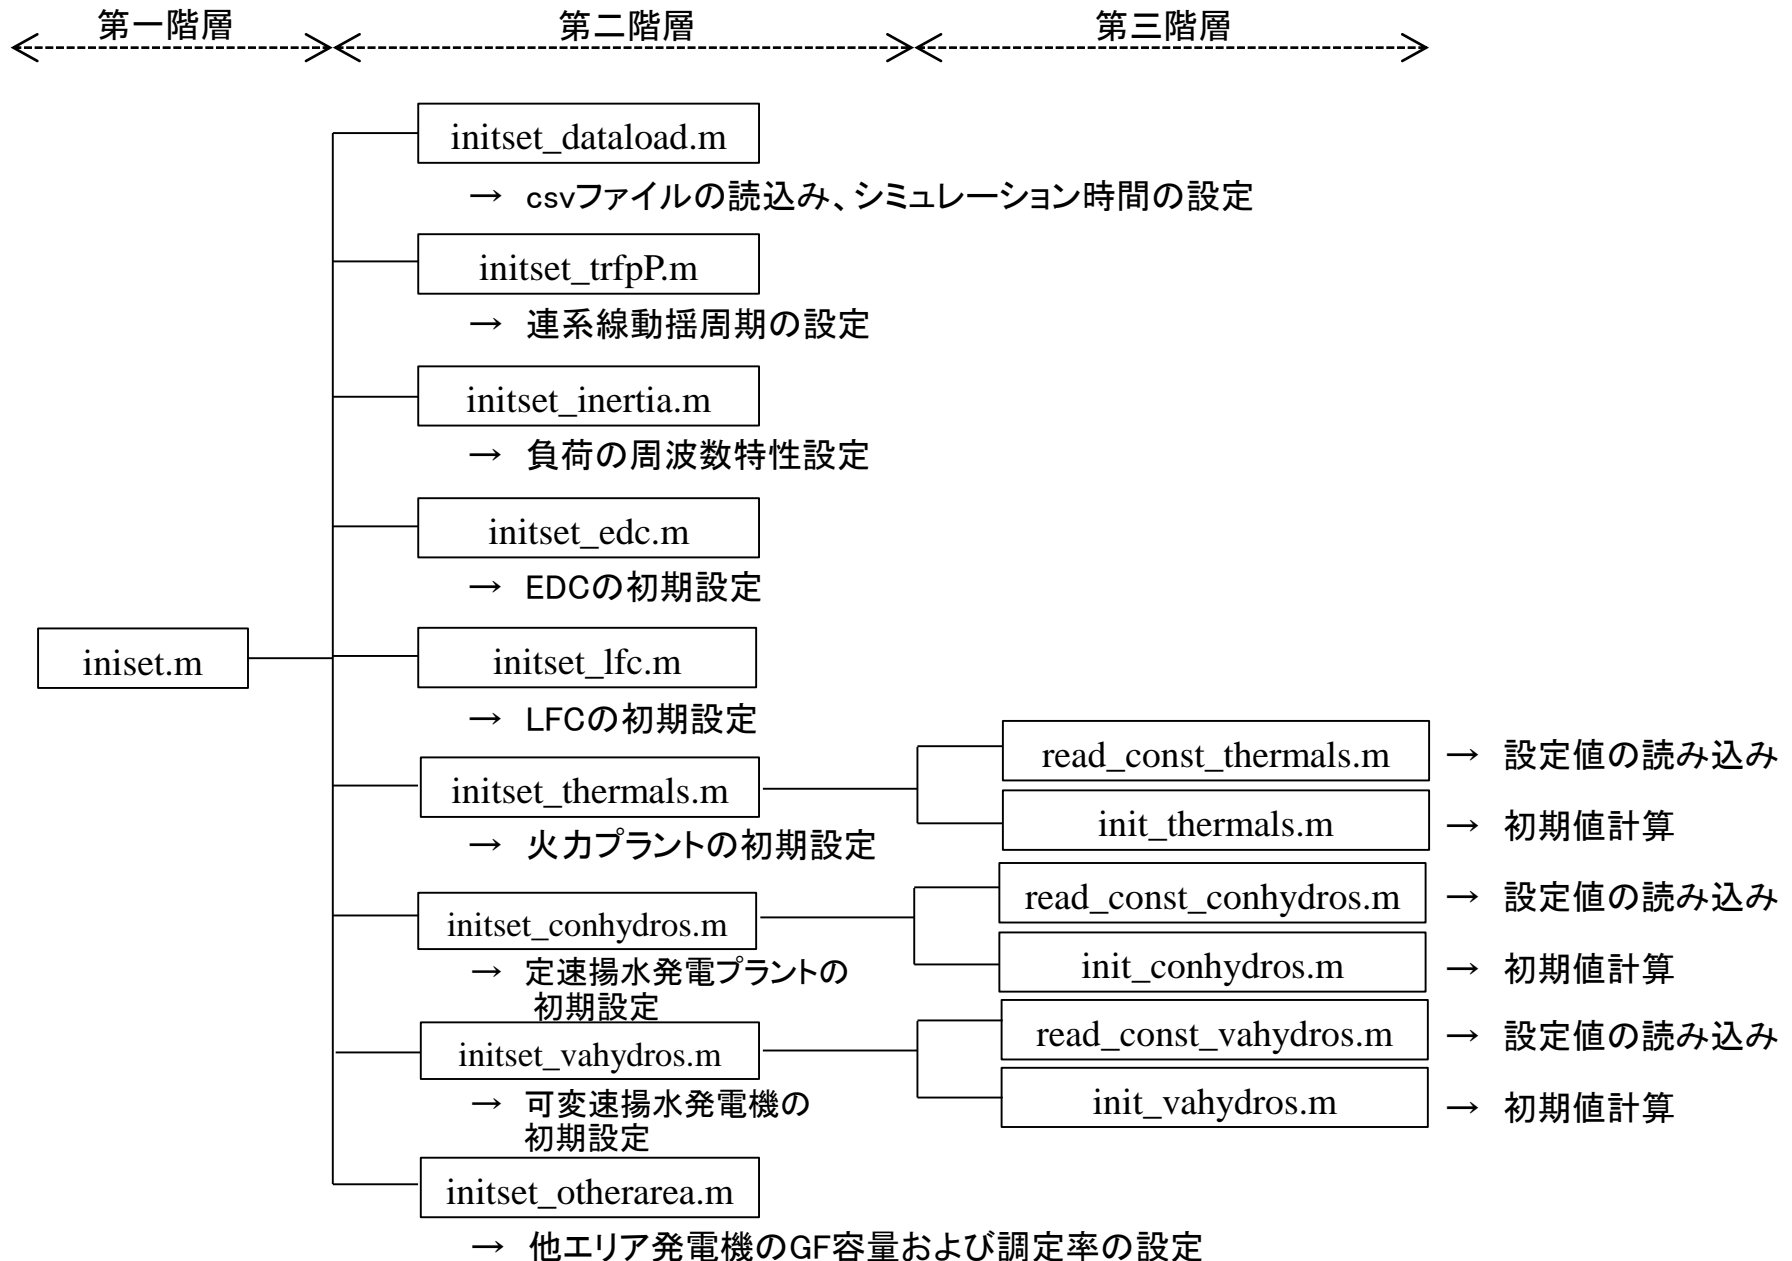 第一階層
第二階層
第三階層
initset_dataload.m
→ csvファイルの読込み、シミュレーション時間の設定
initset_trfpP.m
→ 連系線動揺周期の設定
initset_inertia.m
→ 負荷の周波数特性設定
initset_edc.m
→ EDCの初期設定
iniset.m
initset_lfc.m
→ LFCの初期設定
initset_thermals.m
→ 火力プラントの初期設定
read_const_thermals.m
→ 設定値の読み込み
init_thermals.m
→ 初期値計算
initset_conhydros.m
→ 定速揚水発電プラントの
初期設定
read_const_conhydros.m
→ 設定値の読み込み
init_conhydros.m
→ 初期値計算
initset_vahydros.m
→ 可変速揚水発電機の
初期設定
read_const_vahydros.m
→ 設定値の読み込み
init_vahydros.m
→ 初期値計算
initset_otherarea.m
→ 他エリア発電機のGF容量および調定率の設定